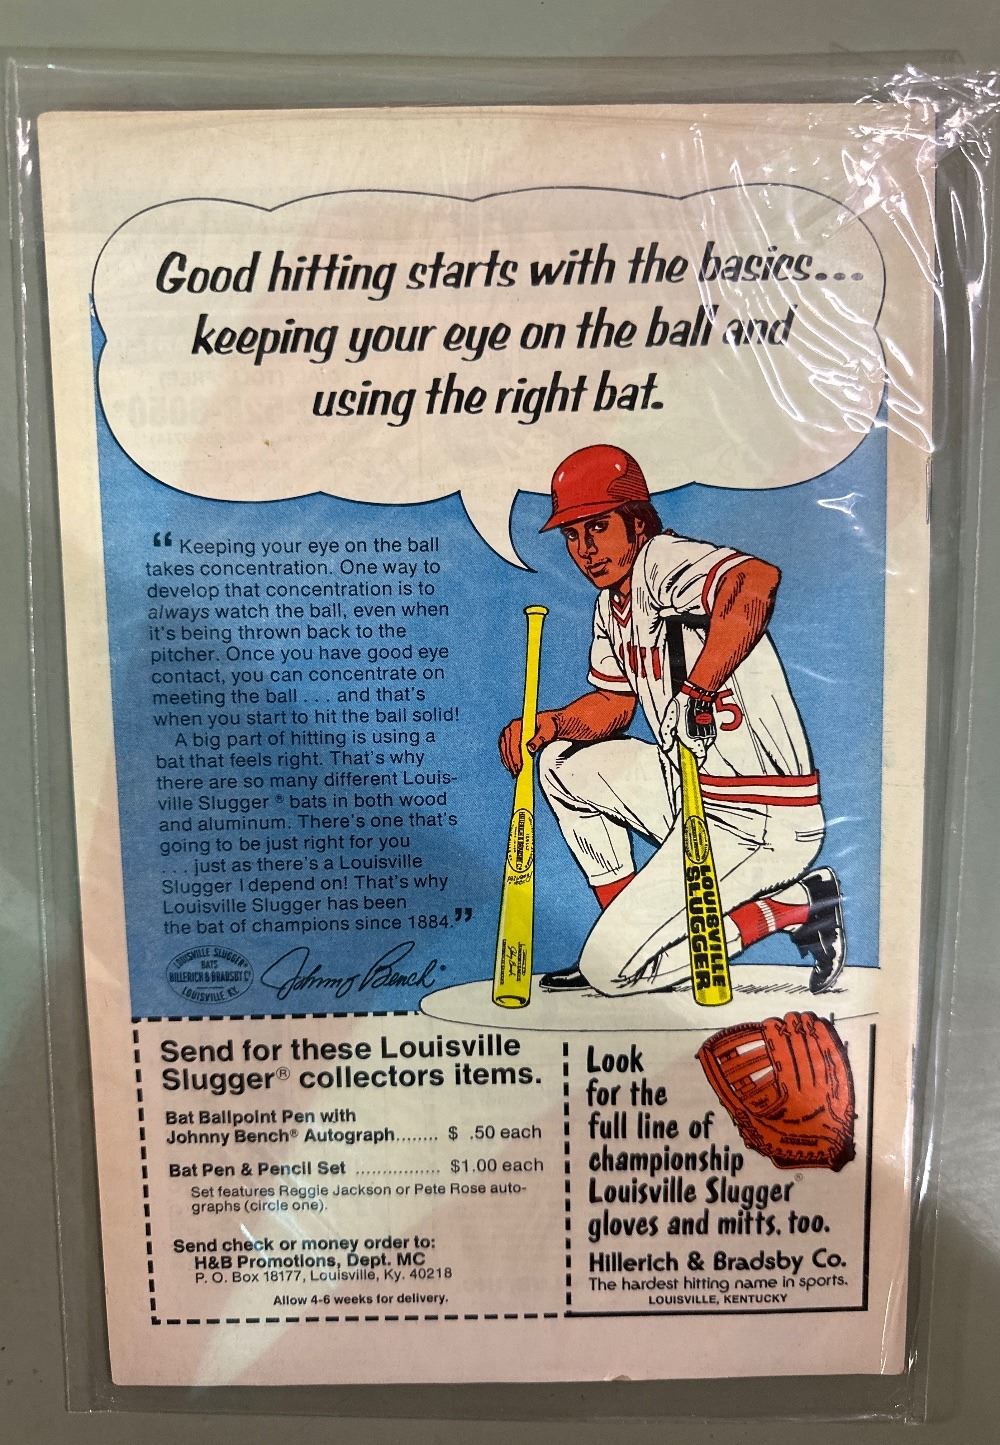 Good hitting starts with the basics...
keeping your eye on the ball and
using the right bat.
“ Keeping your eye on the ball
takes concentration. One way to
develop that concentration is to
always watch the ball, even when
it's being thrown back to the
pitcher. Once you have good eye
contact, you can concentrate on
meeting the ball . . . and that's
when you start to hit the ball solid!
A big part of hitting is using a
bat that feels right. That's why
there are so many different Louis-
ville Slugger ® bats in both wood
and aluminum. There's one that's
going to be just right for you
. . . just as there's a Louisville
Slugger I depend on! That's why
Louisville Slugger has been
the bat of champions since 1884.”
LOUISVILLE SLUGGER
BATS
HILLERICH & BRADSBY Co
LOUISVILLE KY.
Johnny Bench
5
LOUISVILLE
SLUGGER
Send for these Louisville
Slugger® collectors items.
Bat Ballpoint Pen with
Johnny Bench® Autograph........ $ .50 each
Bat Pen & Pencil Set ................ $1.00 each
Set features Reggie Jackson or Pete Rose auto-
graphs (circle one).
Send check or money order to:
H&B Promotions, Dept. MC
P. O. Box 18177, Louisville, Ky. 40218
Allow 4-6 weeks for delivery.
Look
for the
full line of
championship
Louisville Slugger®
gloves and mitts, too.
Hillerich & Bradsby Co.
The hardest hitting name in sports.
LOUISVILLE, KENTUCKY